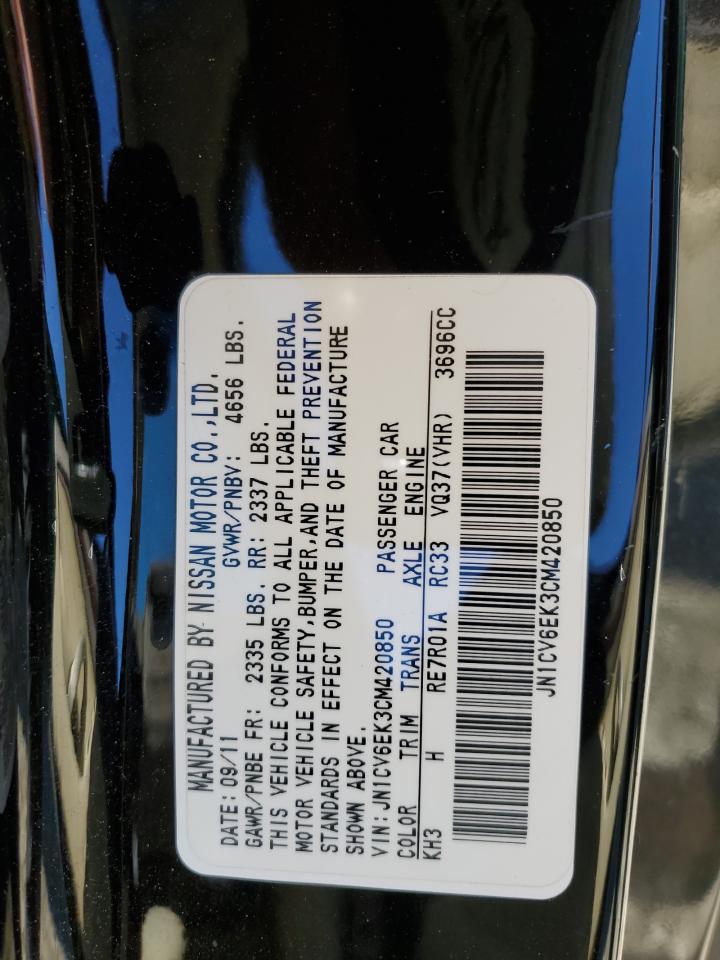 MANUFACTURED BY NISSAN MOTOR CO.,LTD.
DATE: 09/11 GVWR/PNBV: 4656 LBS.
GAWR/PNBE FR: 2335 LBS. RR: 2337 LBS.
THIS VEHICLE CONFORMS TO ALL APPLICABLE FEDERAL
MOTOR VEHICLE SAFETY,BUMPER,AND THEFT PREVENTION
STANDARDS IN EFFECT ON THE DATE OF MANUFACTURE
SHOWN ABOVE.
VIN: JN1CV6EK3CM420850 PASSENGER CAR
COLOR TRIM TRANS AXLE ENGINE
KH3 H RE7R01A RC33 VQ37(VHR) 3696CC
JN1CV6EK3CM420850